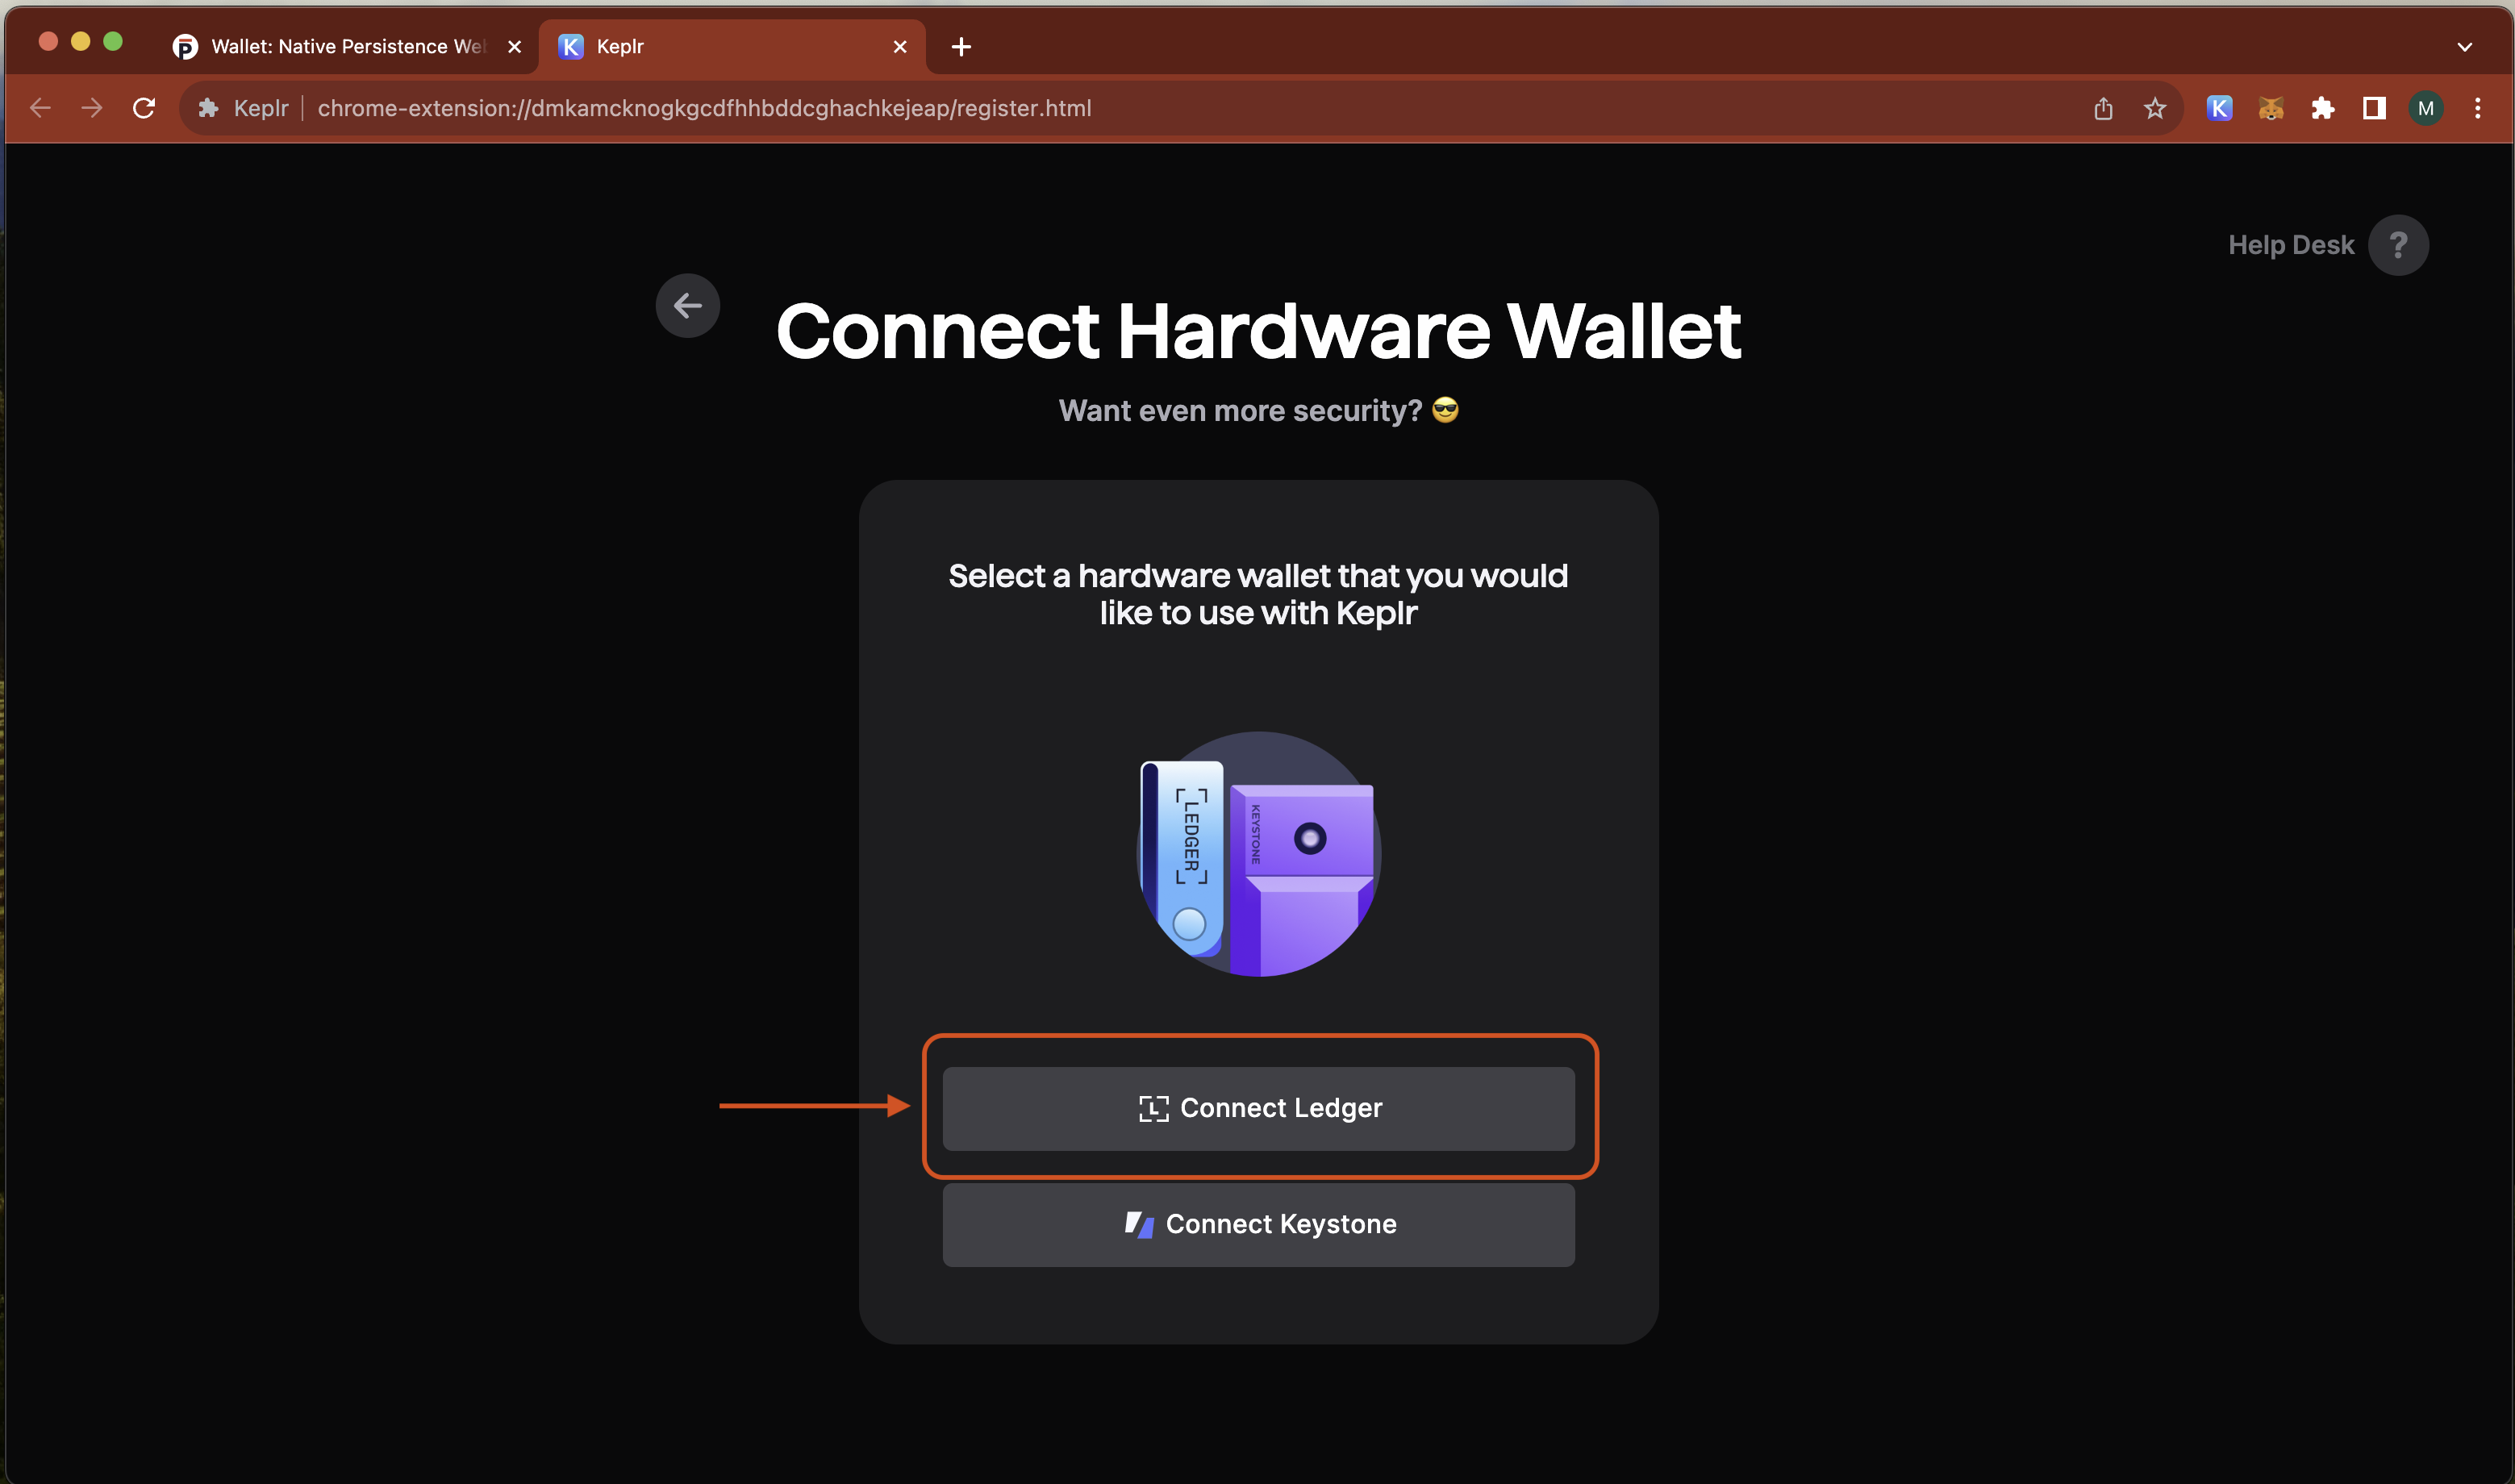 Wallet: Native Persistence We
Keplr
Keplr
chrome-extension://dmkamcknogkgcdfhhbddcghachkejeap/register.html
K
M
Help Desk
?
Connect Hardware Wallet
Want even more security? 😎
Select a hardware wallet that you would
like to use with Keplr
LEDGER
KEYSTONE
Connect Ledger
Connect Keystone